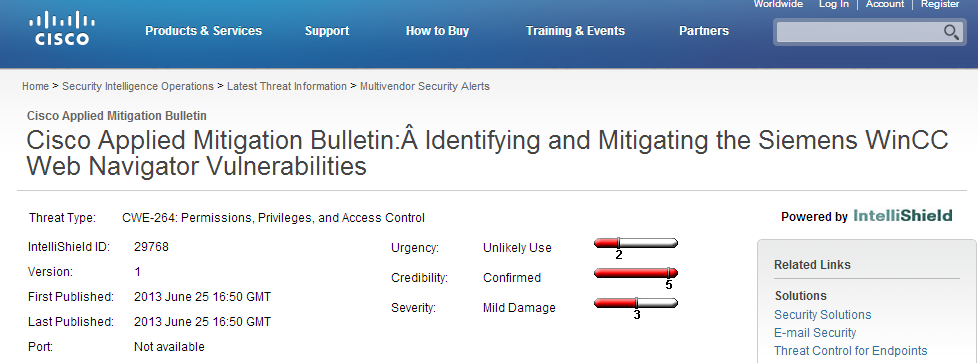 Worldwide Log In | Account | Register
CISCO
Products & Services Support How to Buy Training & Events Partners
Home > Security Intelligence Operations > Latest Threat Information > Multivendor Security Alerts
Cisco Applied Mitigation Bulletin
Cisco Applied Mitigation Bulletin:Â Identifying and Mitigating the Siemens WinCC
Web Navigator Vulnerabilities
Threat Type: CWE-264: Permissions, Privileges, and Access Control
IntelliShield ID: 29768
Version: 1
First Published: 2013 June 25 16:50 GMT
Last Published: 2013 June 25 16:50 GMT
Port: Not available
Urgency: Unlikely Use
2
Credibility: Confirmed
5
Severity: Mild Damage
3
Powered by IntelliShield
Related Links
Solutions
Security Solutions
E-mail Security
Threat Control for Endpoints